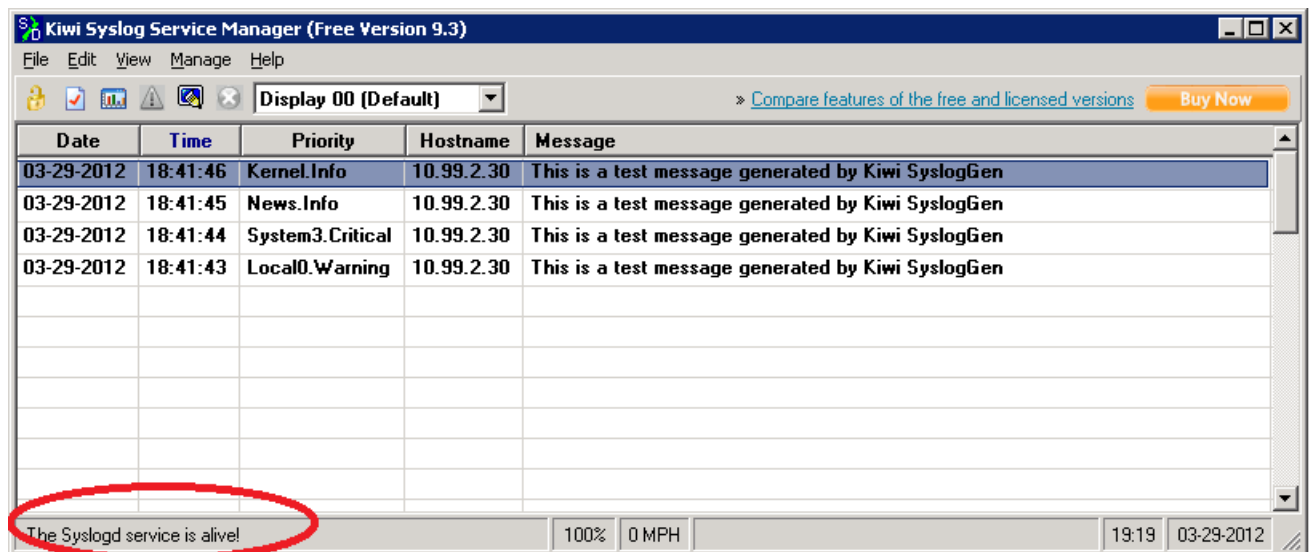 Kiwi Syslog Service Manager (Free Version 9.3)
File Edit View Manage Help
Display 00 (Default) » Compare features of the free and licensed versions Buy Now
Date Time Priority Hostname Message
03-29-2012 18:41:46 Kernel.Info 10.99.2.30 This is a test message generated by Kiwi SyslogGen
03-29-2012 18:41:45 News.Info 10.99.2.30 This is a test message generated by Kiwi SyslogGen
03-29-2012 18:41:44 System3.Critical 10.99.2.30 This is a test message generated by Kiwi SyslogGen
03-29-2012 18:41:43 Local0.Warning 10.99.2.30 This is a test message generated by Kiwi SyslogGen
The Syslogd service is alive! 100% 0 MPH 19:19 03-29-2012